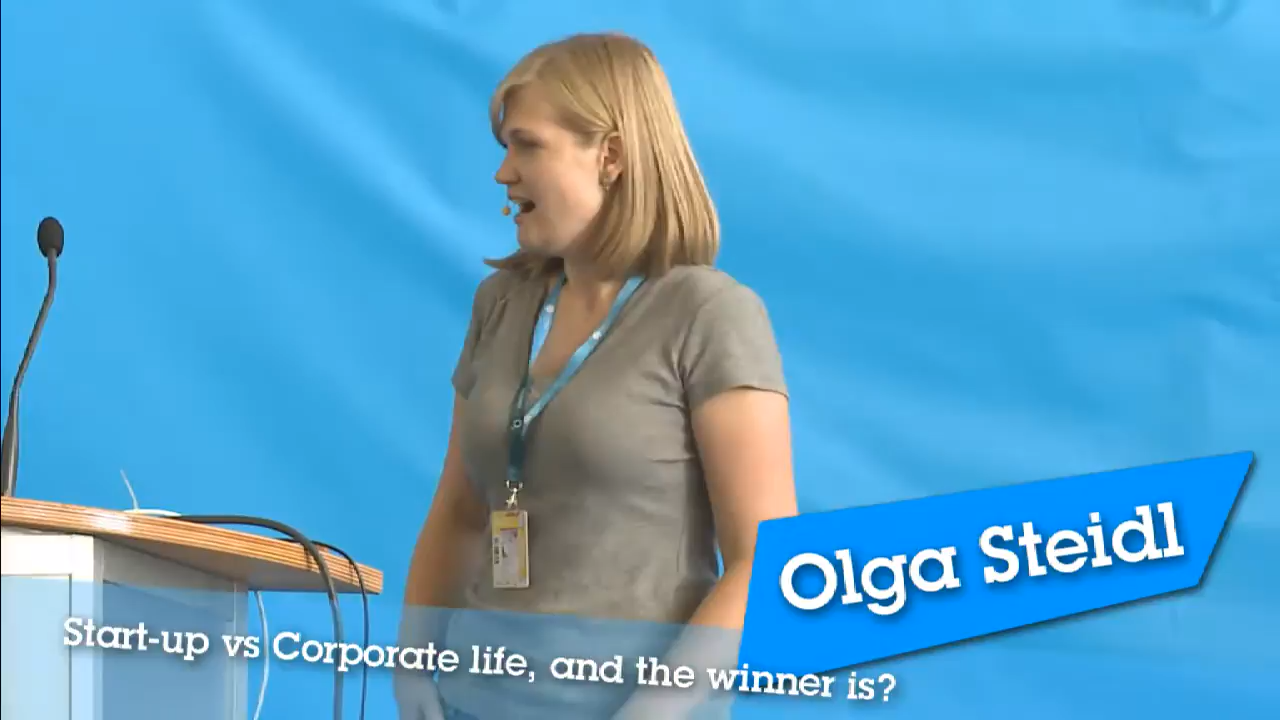 Olga Steidl
Start-up vs Corporate life, and the winner is?